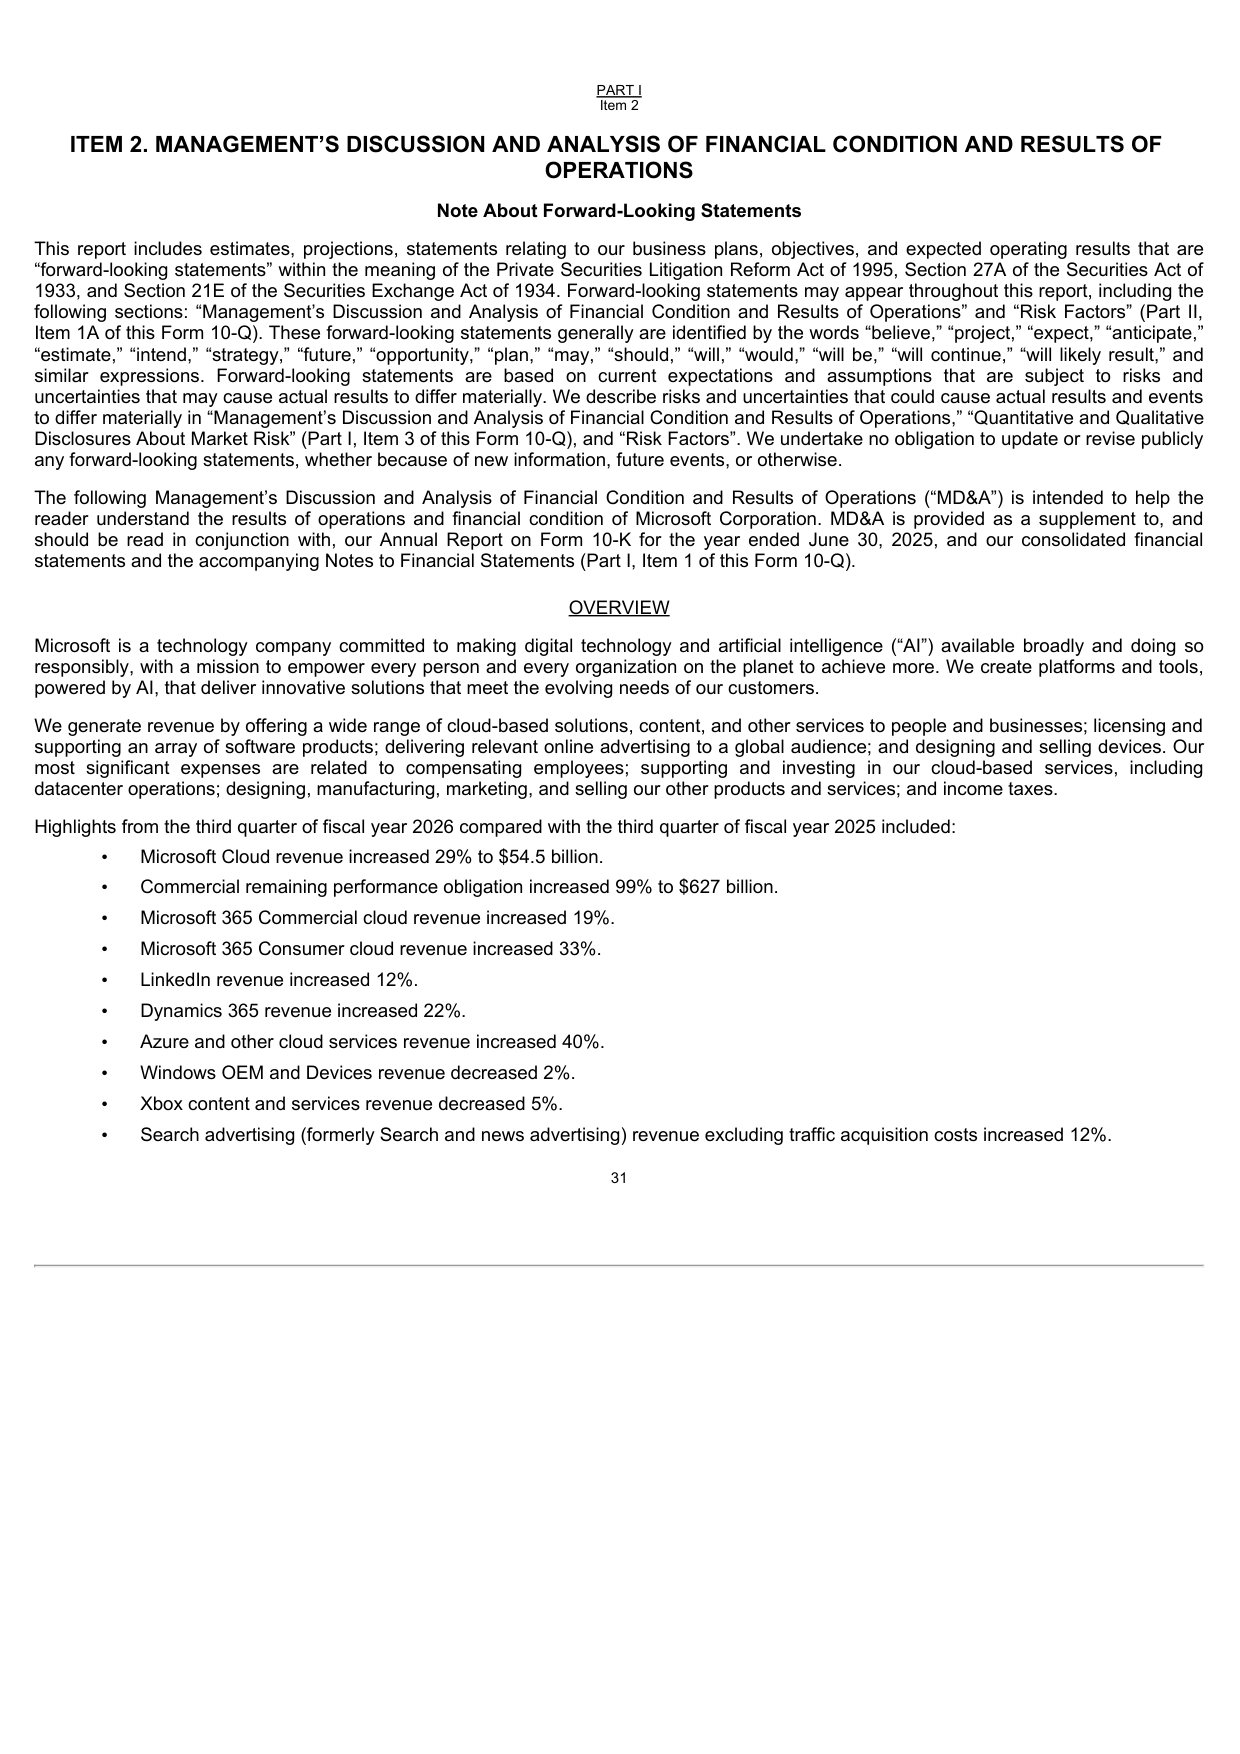 PART I
Item 2
ITEM 2. MANAGEMENT’S DISCUSSION AND ANALYSIS OF FINANCIAL CONDITION AND RESULTS OF
OPERATIONS
Note About Forward-Looking Statements
This report includes estimates, projections, statements relating to our business plans, objectives, and expected operating results that are
“forward-looking statements” within the meaning of the Private Securities Litigation Reform Act of 1995, Section 27A of the Securities Act of
1933, and Section 21E of the Securities Exchange Act of 1934. Forward-looking statements may appear throughout this report, including the
following sections: “Management’s Discussion and Analysis of Financial Condition and Results of Operations” and “Risk Factors” (Part II,
Item 1A of this Form 10-Q). These forward-looking statements generally are identified by the words “believe,” “project,” “expect,” “anticipate,”
“estimate,” “intend,” “strategy,” “future,” “opportunity,” “plan,” “may,” “should,” “will,” “would,” “will be,” “will continue,” “will likely result,” and
similar expressions. Forward-looking statements are based on current expectations and assumptions that are subject to risks and
uncertainties that may cause actual results to differ materially. We describe risks and uncertainties that could cause actual results and events
to differ materially in “Management’s Discussion and Analysis of Financial Condition and Results of Operations,” “Quantitative and Qualitative
Disclosures About Market Risk” (Part I, Item 3 of this Form 10-Q), and “Risk Factors”. We undertake no obligation to update or revise publicly
any forward-looking statements, whether because of new information, future events, or otherwise.
The following Management’s Discussion and Analysis of Financial Condition and Results of Operations (“MD&A”) is intended to help the
reader understand the results of operations and financial condition of Microsoft Corporation. MD&A is provided as a supplement to, and
should be read in conjunction with, our Annual Report on Form 10-K for the year ended June 30, 2025, and our consolidated financial
statements and the accompanying Notes to Financial Statements (Part I, Item 1 of this Form 10-Q).
OVERVIEW
Microsoft is a technology company committed to making digital technology and artificial intelligence (“AI”) available broadly and doing so
responsibly, with a mission to empower every person and every organization on the planet to achieve more. We create platforms and tools,
powered by AI, that deliver innovative solutions that meet the evolving needs of our customers.
We generate revenue by offering a wide range of cloud-based solutions, content, and other services to people and businesses; licensing and
supporting an array of software products; delivering relevant online advertising to a global audience; and designing and selling devices. Our
most significant expenses are related to compensating employees; supporting and investing in our cloud-based services, including
datacenter operations; designing, manufacturing, marketing, and selling our other products and services; and income taxes.
Highlights from the third quarter of fiscal year 2026 compared with the third quarter of fiscal year 2025 included:
• Microsoft Cloud revenue increased 29% to $54.5 billion.
• Commercial remaining performance obligation increased 99% to $627 billion.
• Microsoft 365 Commercial cloud revenue increased 19%.
• Microsoft 365 Consumer cloud revenue increased 33%.
• LinkedIn revenue increased 12%.
• Dynamics 365 revenue increased 22%.
• Azure and other cloud services revenue increased 40%.
• Windows OEM and Devices revenue decreased 2%.
• Xbox content and services revenue decreased 5%.
• Search advertising (formerly Search and news advertising) revenue excluding traffic acquisition costs increased 12%.
31